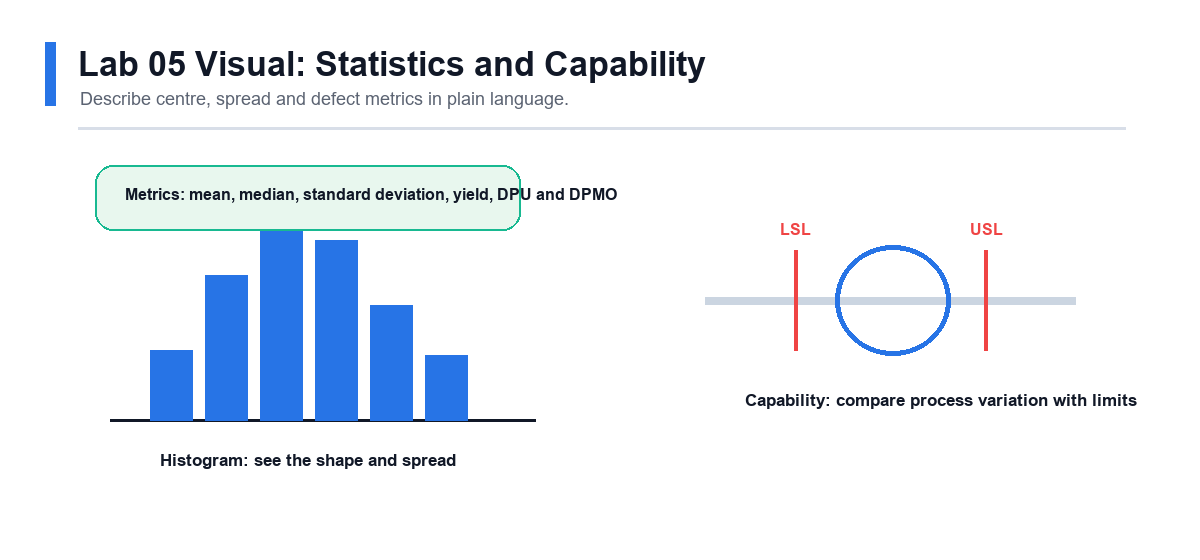 Lab 05 Visual: Statistics and Capability
Describe centre, spread and defect metrics in plain language.
Metrics: mean, median, standard deviation, yield, DPU and DPMO
LSL
USL
Capability: compare process variation with limits
Histogram: see the shape and spread